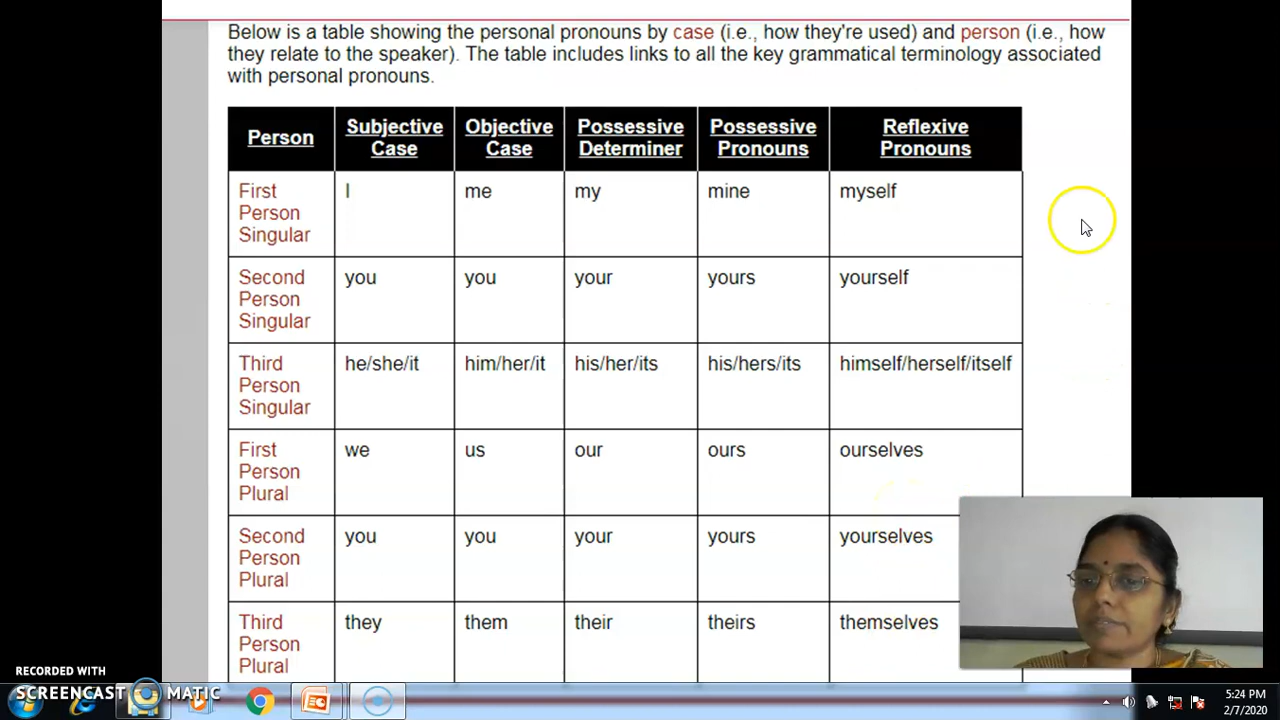 Below is a table showing the personal pronouns by case (i.e., how they're used) and person (i.e., how
they relate to the speaker). The table includes links to all the key grammatical terminology associated
with personal pronouns.
Person Subjective Case Objective Case Possessive Determiner Possessive Pronouns Reflexive Pronouns
First Person Singular I me my mine myself
Second Person Singular you you your yours yourself
Third Person Singular he/she/it him/her/it his/her/its his/hers/its himself/herself/itself
First Person Plural we us our ours ourselves
Second Person Plural you you your yours yourselves
Third Person Plural they them their theirs themselves
RECORDED WITH
SCREENCAST MATIC
5:24 PM
2/7/2020